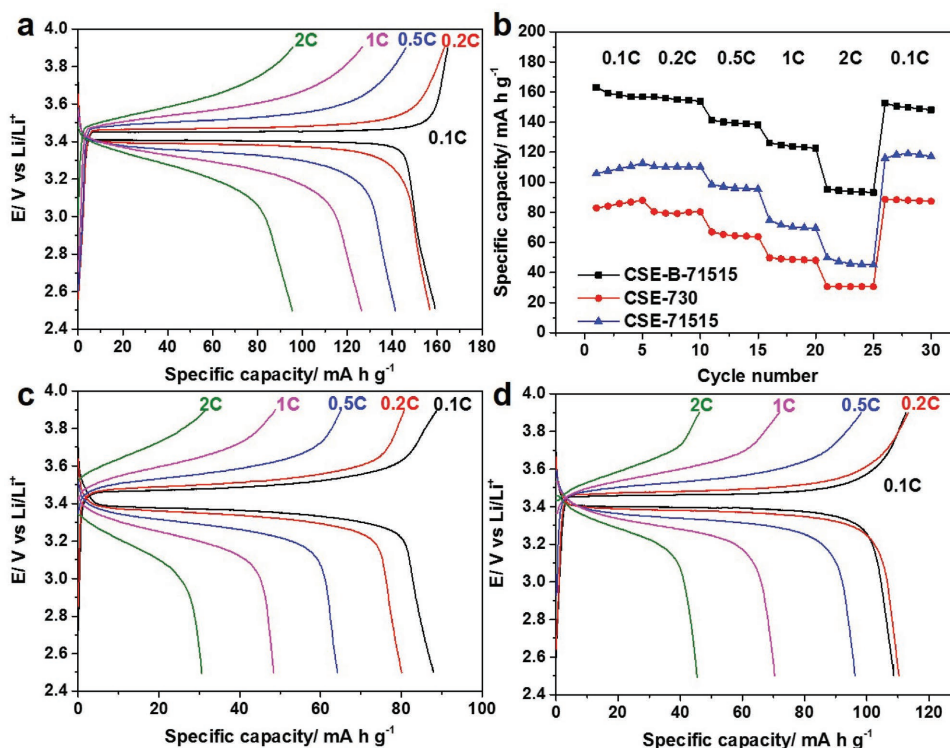 a
4.0
3.8
3.6
3.4
3.2
3.0
2.8
2.6
2.4
E/ V vs Li/Li⁺
2C
1C
0.5C
0.2C
0.1C
0 20 40 60 80 100 120 140 160 180
Specific capacity/ mA h g⁻¹
b
200
180
160
140
120
100
80
60
40
20
0
Specific capacity/ mA h g⁻¹
0.1C 0.2C 0.5C 1C 2C 0.1C
CSE-B-71515
CSE-730
CSE-71515
0 5 10 15 20 25 30
Cycle number
c
4.0
3.8
3.6
3.4
3.2
3.0
2.8
2.6
2.4
E/ V vs Li/Li⁺
2C 1C 0.5C 0.2C 0.1C
0 20 40 60 80 100
Specific capacity/ mA h g⁻¹
d
4.0
3.8
3.6
3.4
3.2
3.0
2.8
2.6
2.4
E/ V vs Li/Li⁺
2C 1C 0.5C 0.2C
0.1C
0 20 40 60 80 100 120
Specific capacity/ mA h g⁻¹